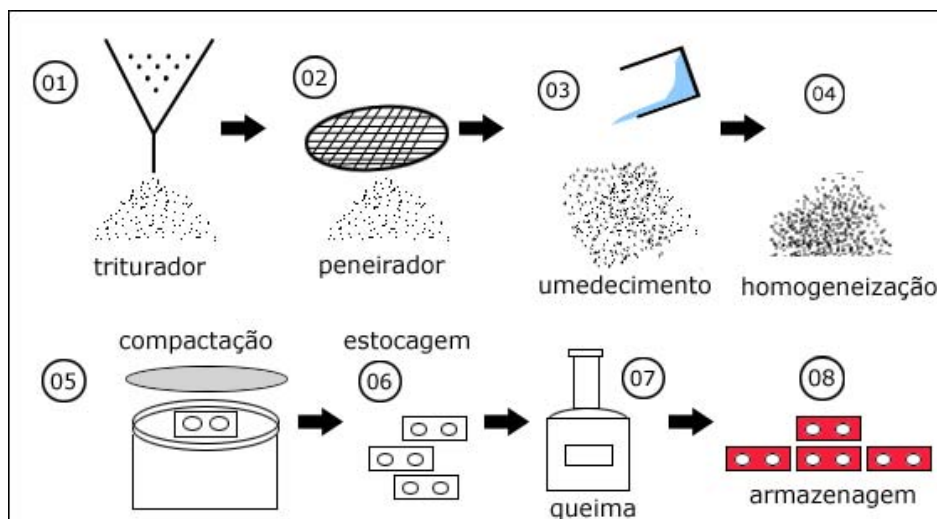 01
02
03
04
triturador
peneirador
umedecimento
homogeneização
compactação
estocagem
05
06
07
08
queima
armazenagem